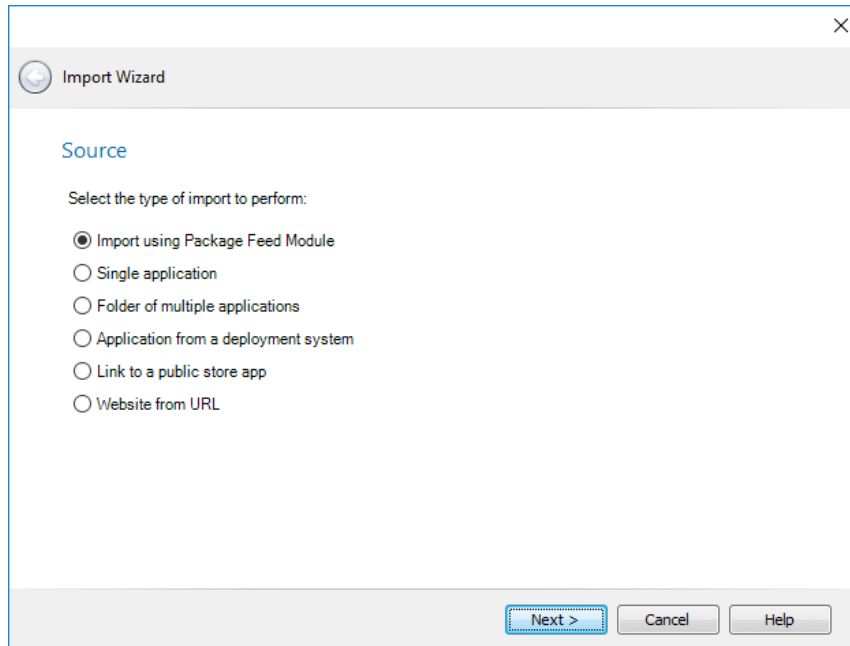 Import Wizard
Source
Select the type of import to perform:
Import using Package Feed Module
Single application
Folder of multiple applications
Application from a deployment system
Link to a public store app
Website from URL
Next > Cancel Help